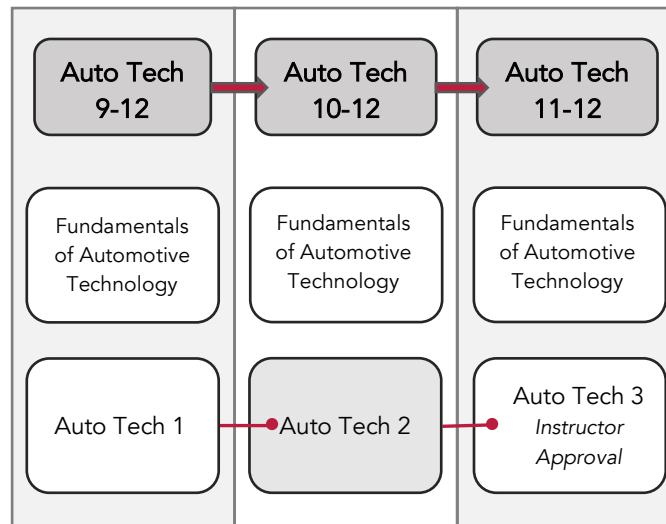 Auto Tech
9-12
Auto Tech
10-12
Auto Tech
11-12
Fundamentals
of Automotive
Technology
Fundamentals
of Automotive
Technology
Fundamentals
of Automotive
Technology
Auto Tech 1
Auto Tech 2
Auto Tech 3
Instructor
Approval